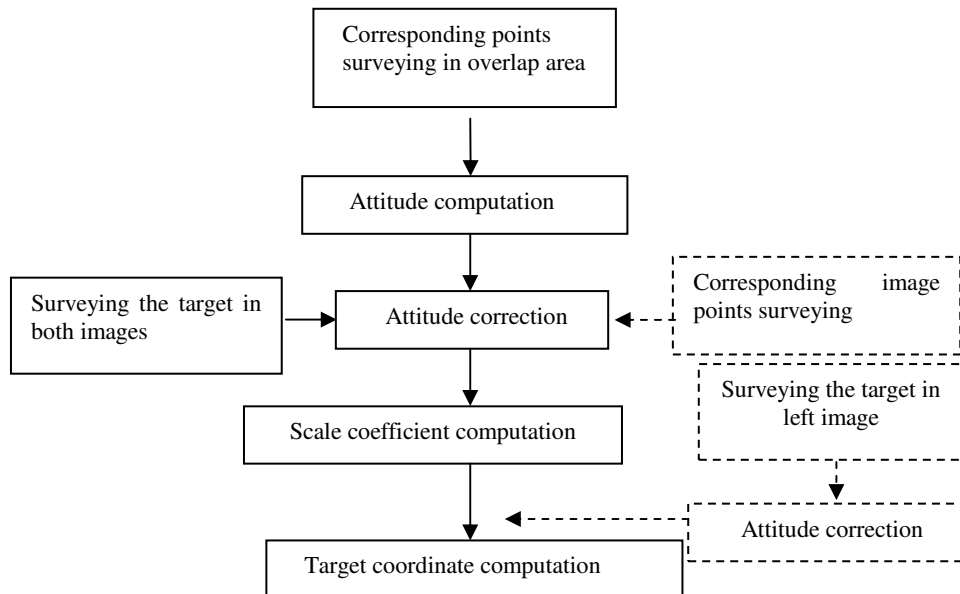 Corresponding points
surveying in overlap area
Attitude computation
Surveying the target in
both images
Attitude correction
Corresponding image
points surveying
Surveying the target in
left image
Scale coefficient computation
Attitude correction
Target coordinate computation